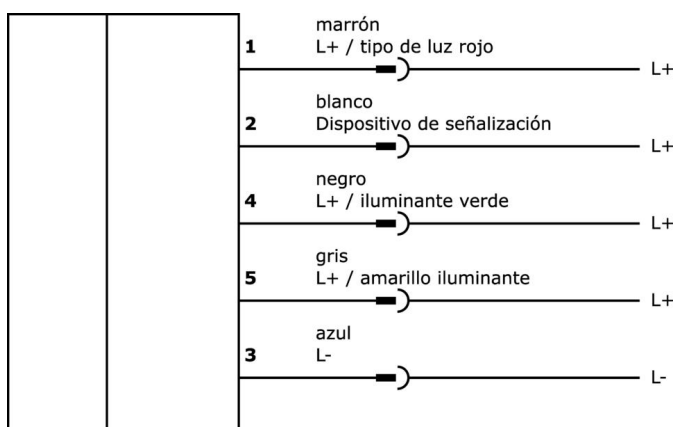 marrón
1 L+ / tipo de luz rojo
L+
blanco
2 Dispositivo de señalización
L+
negro
4 L+ / iluminante verde
L+
gris
5 L+ / amarillo iluminante
L+
azul
3 L-
L-